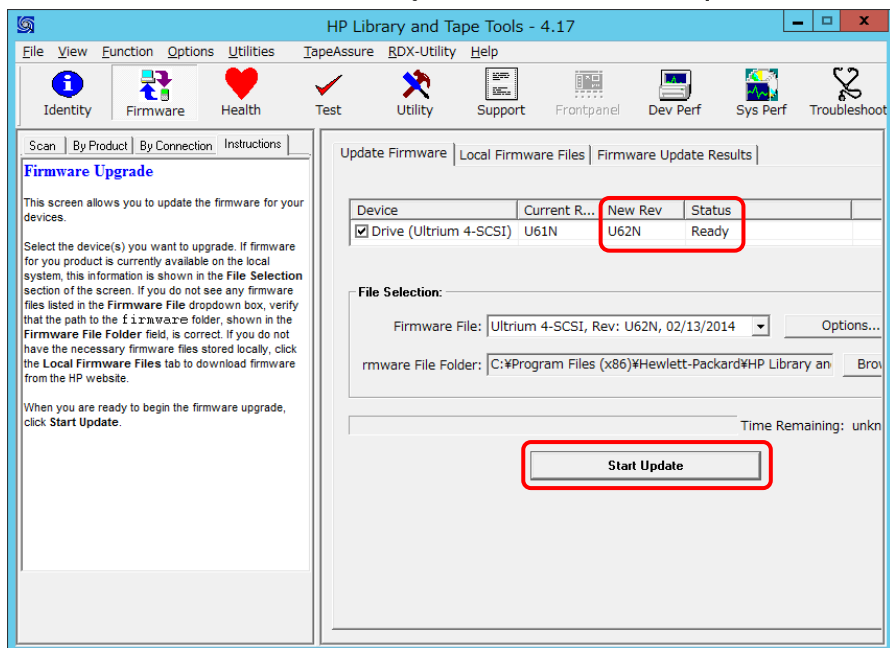 HP Library and Tape Tools - 4.17
File View Function Options Utilities TapeAssure RDX-Utility Help
Identity Firmware Health Test Utility Support Frontpanel Dev Perf Sys Perf Troubleshoot
Scan By Product By Connection Instructions
Firmware Upgrade
This screen allows you to update the firmware for your
devices.
Select the device(s) you want to upgrade. If firmware
for you product is currently available on the local
system, this information is shown in the File Selection
section of the screen. If you do not see any firmware
files listed in the Firmware File dropdown box, verify
that the path to the firmware folder, shown in the
Firmware File Folder field, is correct. If you do not
have the necessary firmware files stored locally, click
the Local Firmware Files tab to download firmware
from the HP website.
When you are ready to begin the firmware upgrade,
click Start Update.
Update Firmware Local Firmware Files Firmware Update Results
Device Current R... New Rev Status
Drive (Ultrium 4-SCSI) U61N U62N Ready
File Selection:
Firmware File: Ultrium 4-SCSI, Rev: U62N, 02/13/2014 Options...
rmware File Folder: C:¥Program Files (x86)¥Hewlett-Packard¥HP Library an Brow
Time Remaining: unkn
Start Update